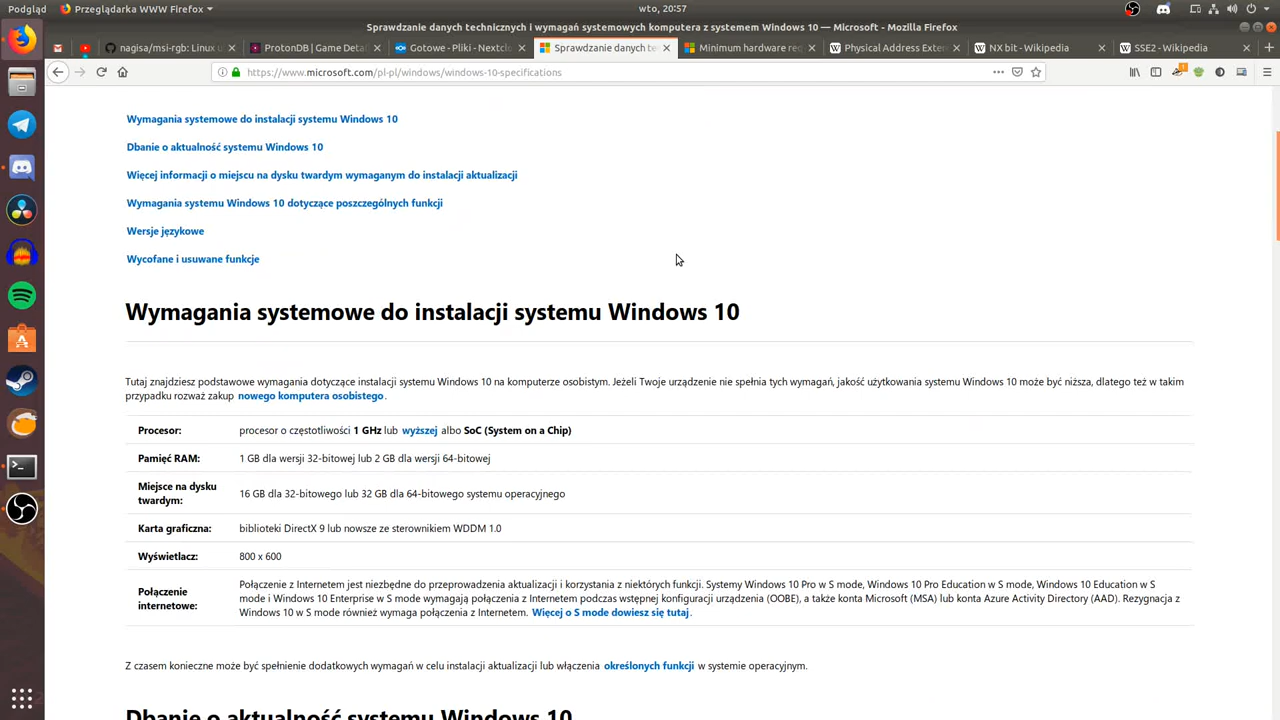 Podgląd
Przeglądarka WWW Firefox
wto, 20:57
Sprawdzanie danych technicznych i wymagań systemowych komputera z systemem Windows 10 — Microsoft - Mozilla Firefox
nagisa/msi-rgb: Linux u
ProtonDB | Game Detai
Gotowe - Pliki - Nextclo
Sprawdzanie danych te
Minimum hardware req
Physical Address Exten
NX bit - Wikipedia
SSE2 - Wikipedia
https://www.microsoft.com/pl-pl/windows/windows-10-specifications
Wymagania systemowe do instalacji systemu Windows 10
Dbanie o aktualność systemu Windows 10
Więcej informacji o miejscu na dysku twardym wymaganym do instalacji aktualizacji
Wymagania systemu Windows 10 dotyczące poszczególnych funkcji
Wersje językowe
Wycofane i usuwane funkcje
Wymagania systemowe do instalacji systemu Windows 10
Tutaj znajdziesz podstawowe wymagania dotyczące instalacji systemu Windows 10 na komputerze osobistym. Jeżeli Twoje urządzenie nie spełnia tych wymagań, jakość użytkowania systemu Windows 10 może być niższa, dlatego też w takim
przypadku rozważ zakup nowego komputera osobistego.
Procesor: procesor o częstotliwości 1 GHz lub wyższej albo SoC (System on a Chip)
Pamięć RAM: 1 GB dla wersji 32-bitowej lub 2 GB dla wersji 64-bitowej
Miejsce na dysku
twardym: 16 GB dla 32-bitowego lub 32 GB dla 64-bitowego systemu operacyjnego
Karta graficzna: biblioteki DirectX 9 lub nowsze ze sterownikiem WDDM 1.0
Wyświetlacz: 800 x 600
Połączenie
internetowe:
Połączenie z Internetem jest niezbędne do przeprowadzenia aktualizacji i korzystania z niektórych funkcji. Systemy Windows 10 Pro w S mode, Windows 10 Pro Education w S mode, Windows 10 Education w S
mode i Windows 10 Enterprise w S mode wymagają połączenia z Internetem podczas wstępnej konfiguracji urządzenia (OOBE), a także konta Microsoft (MSA) lub konta Azure Activity Directory (AAD). Rezygnacja z
Windows 10 w S mode również wymaga połączenia z Internetem. Więcej o S mode dowiesz się tutaj.
Z czasem konieczne może być spełnienie dodatkowych wymagań w celu instalacji aktualizacji lub włączenia określonych funkcji w systemie operacyjnym.
Dbanie o aktualność systemu Windows 10